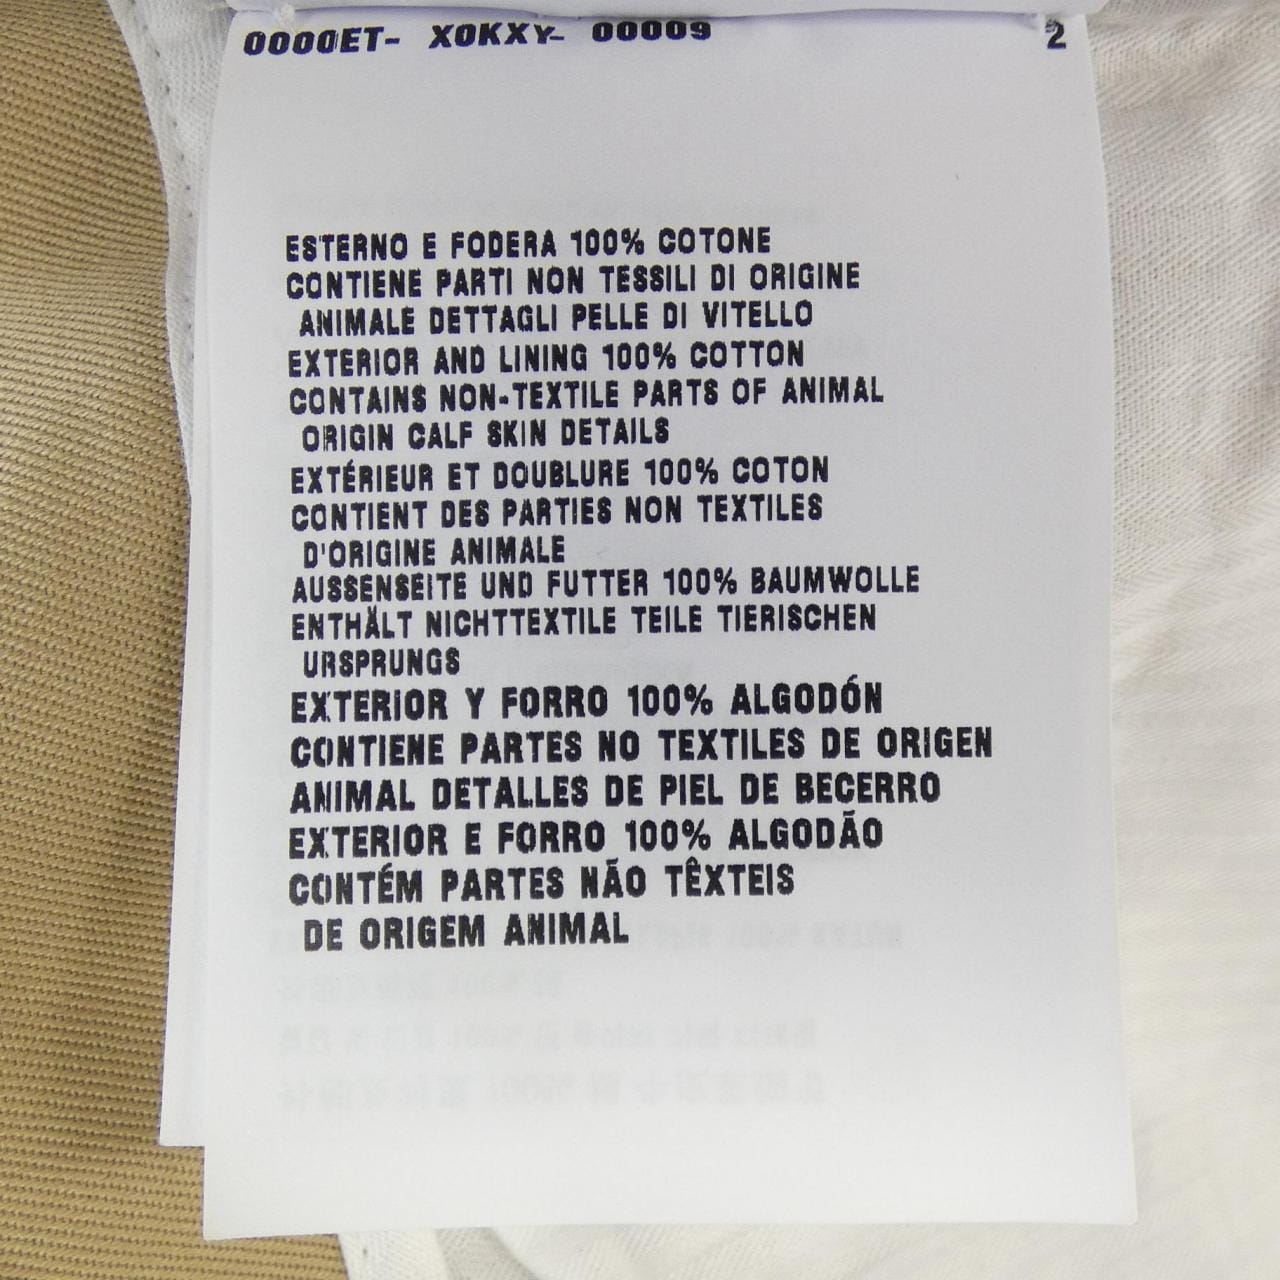 0000ET- X0KXY- 00009 2
ESTERNO E FODERA 100% COTONE
CONTIENE PARTI NON TESSILI DI ORIGINE
ANIMALE DETTAGLI PELLE DI VITELLO
EXTERIOR AND LINING 100% COTTON
CONTAINS NON-TEXTILE PARTS OF ANIMAL
ORIGIN CALF SKIN DETAILS
EXTÉRIEUR ET DOUBLURE 100% COTON
CONTIENT DES PARTIES NON TEXTILES
D'ORIGINE ANIMALE
AUSSENSEITE UND FUTTER 100% BAUMWOLLE
ENTHÄLT NICHTTEXTILE TEILE TIERISCHEN
URSPRUNGS
EXTERIOR Y FORRO 100% ALGODÓN
CONTIENE PARTES NO TEXTILES DE ORIGEN
ANIMAL DETALLES DE PIEL DE BECERRO
EXTERIOR E FORRO 100% ALGODÃO
CONTÉM PARTES NÃO TÊXTEIS
DE ORIGEM ANIMAL